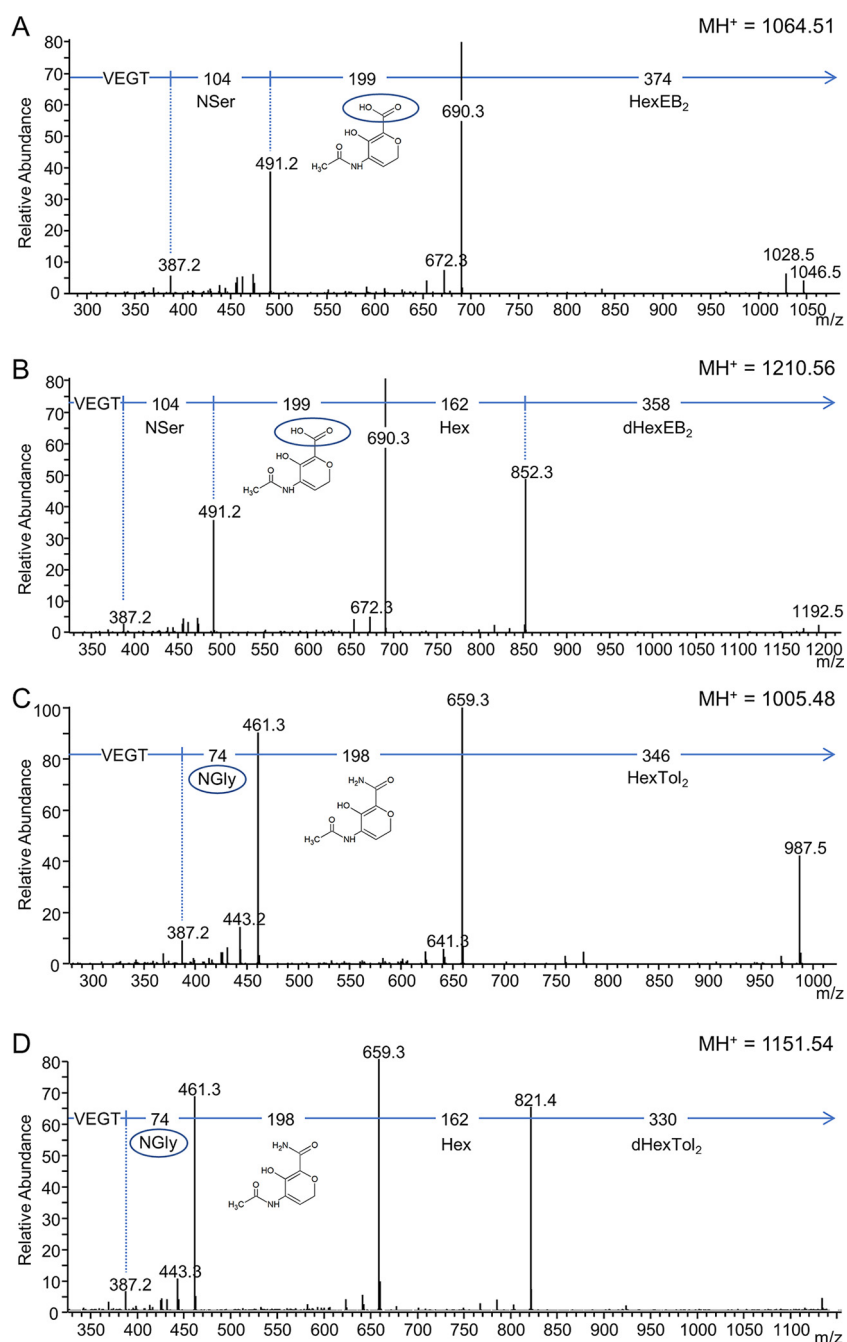 A
MH⁺ = 1064.51
Relative Abundance
80
70
60
50
40
30
20
10
0
VEGT
104
NSer
199
374
HexEB₂
HO
O
HO
O
O
H₃C
NH
387.2
491.2
690.3
672.3
1028.5
1046.5
300 350 400 450 500 550 600 650 700 750 800 850 900 950 1000 1050
m/z
B
MH⁺ = 1210.56
Relative Abundance
80
70
60
50
40
30
20
10
0
VEGT
104
NSer
199
162
Hex
358
dHexEB₂
HO
O
HO
O
O
H₃C
NH
387.2
491.2
690.3
672.3
852.3
1192.5
350 400 450 500 550 600 650 700 750 800 850 900 950 1000 1050 1100 1150 1200
m/z
C
MH⁺ = 1005.48
Relative Abundance
100
80
60
40
20
0
VEGT
74
NGly
198
346
HexTol₂
H₂N
O
HO
O
O
H₃C
NH
387.2
443.2
461.3
641.3
659.3
987.5
300 350 400 450 500 550 600 650 700 750 800 850 900 950 1000
m/z
D
MH⁺ = 1151.54
Relative Abundance
80
70
60
50
40
30
20
10
0
VEGT
74
NGly
198
162
Hex
330
dHexTol₂
H₂N
O
HO
O
O
H₃C
NH
387.2
443.3
461.3
659.3
821.4
350 400 450 500 550 600 650 700 750 800 850 900 950 1000 1050 1100
m/z